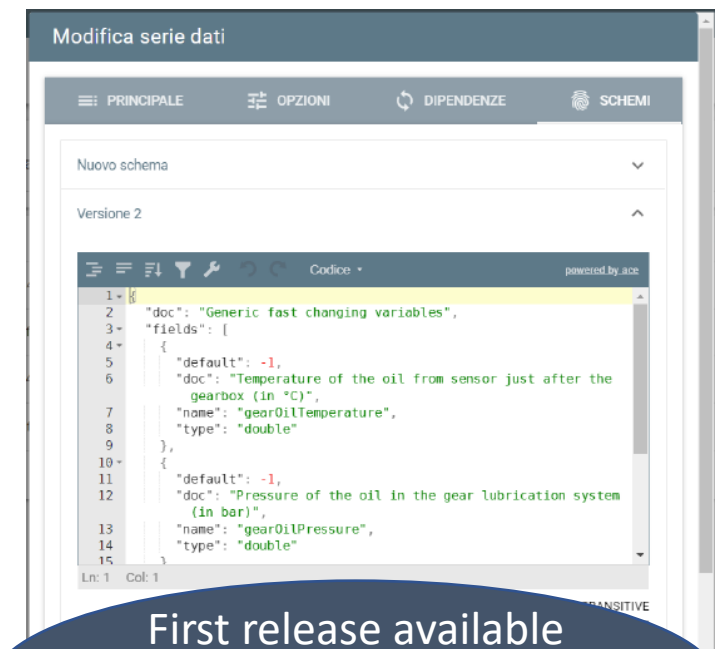 Modifica serie dati
PRINCIPALE OPZIONI DIPENDENZE SCHEMI
Nuovo schema
Versione 2
Codice powered by ace
1 {
2 "doc": "Generic fast changing variables",
3 "fields": [
4 {
5 "default": -1,
6 "doc": "Temperature of the oil from sensor just after the
gearbox (in °C)",
7 "name": "gearOilTemperature",
8 "type": "double"
9 },
10 {
11 "default": -1,
12 "doc": "Pressure of the oil in the gear lubrication system
(in bar)",
13 "name": "gearOilPressure",
14 "type": "double"
15 }
Ln: 1 Col: 1
First release available